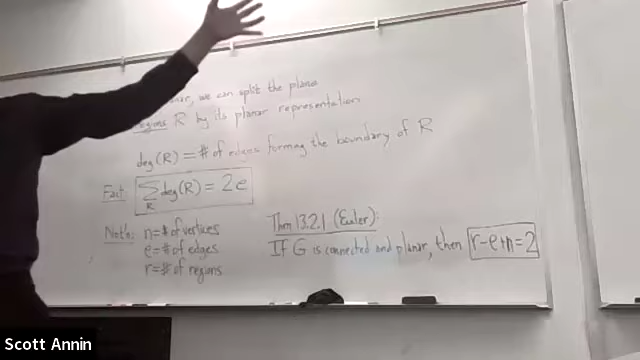 we can split the plane
regions R by its planar representation
deg(R) = # of edges forming the boundary of R
Fact: ∑ deg(R) = 2e
R
Note: n = # of vertices
e = # of edges
r = # of regions
Thm 13.2.1 (Euler):
If G is connected and planar, then r-e+n=2
Scott Annin